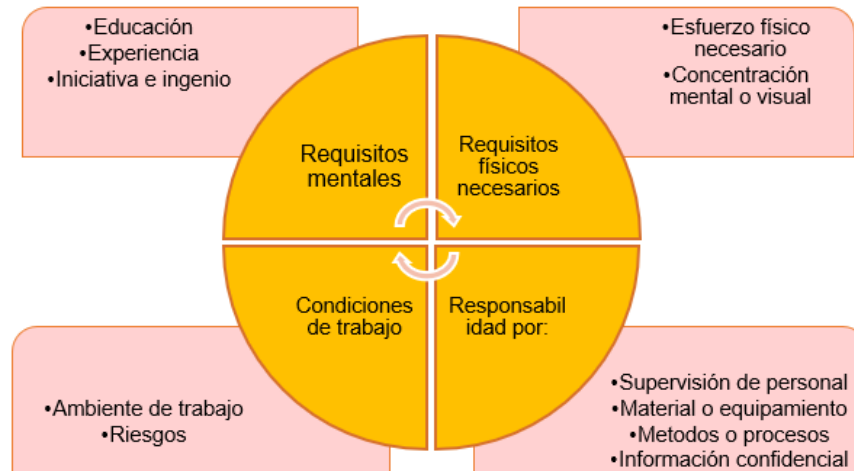 •Educación
•Experiencia
•Iniciativa e ingenio
•Esfuerzo físico
necesario
•Concentración
mental o visual
Requisitos
mentales
Requisitos
físicos
necesarios
Condiciones
de trabajo
Responsabil
idad por:
•Ambiente de trabajo
•Riesgos
•Supervisión de personal
•Material o equipamiento
•Metodos o procesos
•Información confidencial